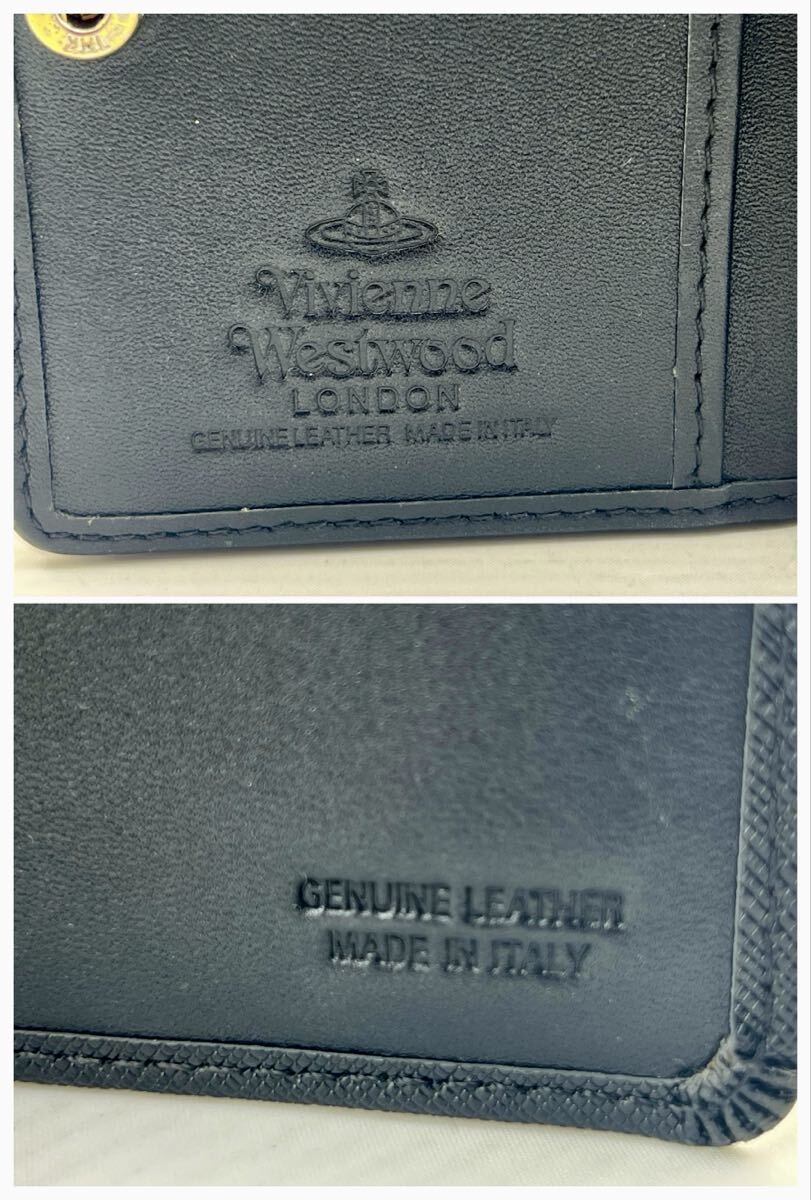 Vivienne
Westwood
LONDON
GENUINE LEATHER MADE IN ITALY
GENUINE LEATHER
MADE IN ITALY